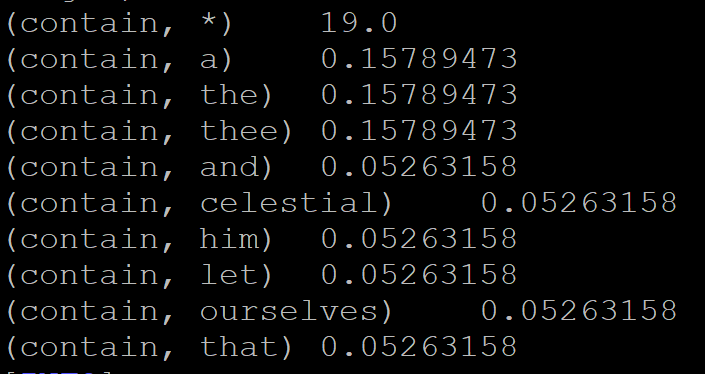 (contain, *)	19.0
(contain, a)	0.15789473
(contain, the)	0.15789473
(contain, thee)	0.15789473
(contain, and)	0.05263158
(contain, celestial)	0.05263158
(contain, him)	0.05263158
(contain, let)	0.05263158
(contain, ourselves)	0.05263158
(contain, that)	0.05263158